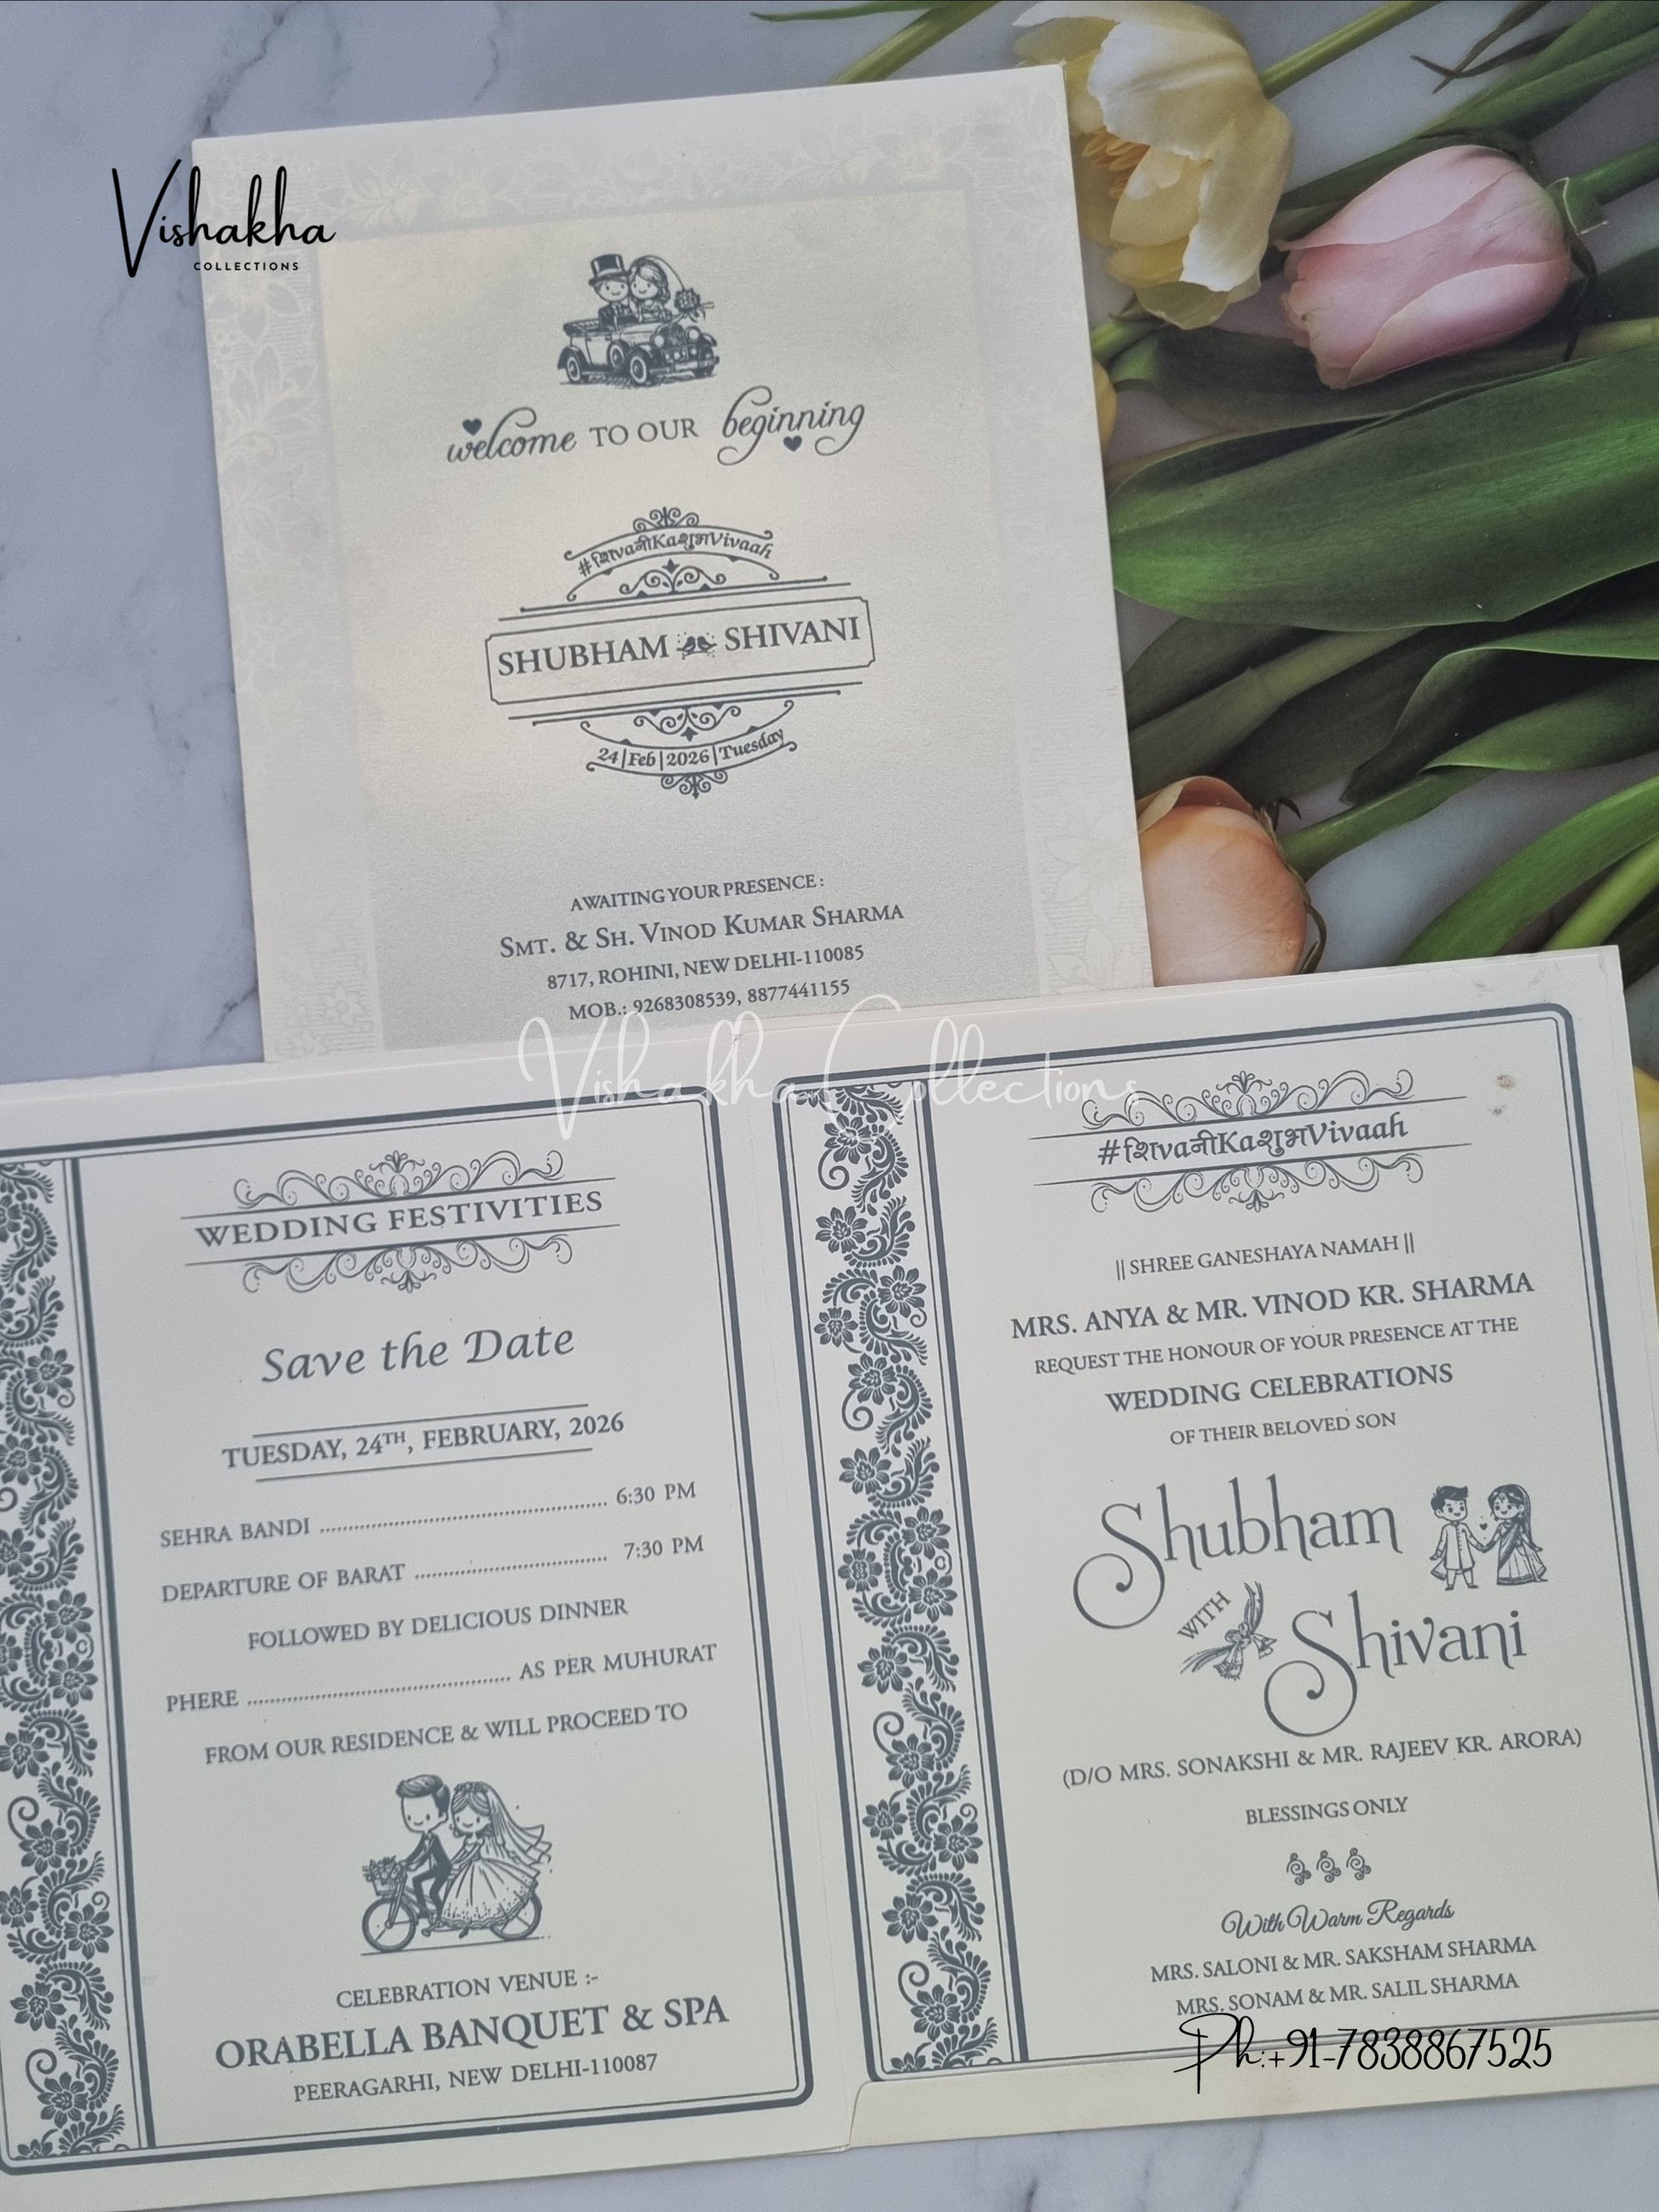 Vishakha
COLLECTIONS
welcome TO OUR beginning
#शिvaनीKaशुभVivaah
SHUBHAM SHIVANI
24|Feb|2026|Tuesday
AWAITING YOUR PRESENCE :
SMT. & SH. VINOD KUMAR SHARMA
8717, ROHINI, NEW DELHI-110085
MOB.: 9268308539, 8877441155
Vishakha Collections
WEDDING FESTIVITIES
Save the Date
TUESDAY, 24TH, FEBRUARY, 2026
SEHRA BANDI ........................ 6:30 PM
DEPARTURE OF BARAT ........................ 7:30 PM
FOLLOWED BY DELICIOUS DINNER
PHERE ........................ AS PER MUHURAT
FROM OUR RESIDENCE & WILL PROCEED TO
CELEBRATION VENUE :-
ORABELLA BANQUET & SPA
PEERAGARHI, NEW DELHI-110087
#शिvaनीKaशुभVivaah
|| SHREE GANESHAYA NAMAH ||
MRS. ANYA & MR. VINOD KR. SHARMA
REQUEST THE HONOUR OF YOUR PRESENCE AT THE
WEDDING CELEBRATIONS
OF THEIR BELOVED SON
Shubham
WITH
Shivani
(D/O MRS. SONAKSHI & MR. RAJEEV KR. ARORA)
BLESSINGS ONLY
With Warm Regards
MRS. SALONI & MR. SAKSHAM SHARMA
MRS. SONAM & MR. SALIL SHARMA
Ph:+91-7838867525